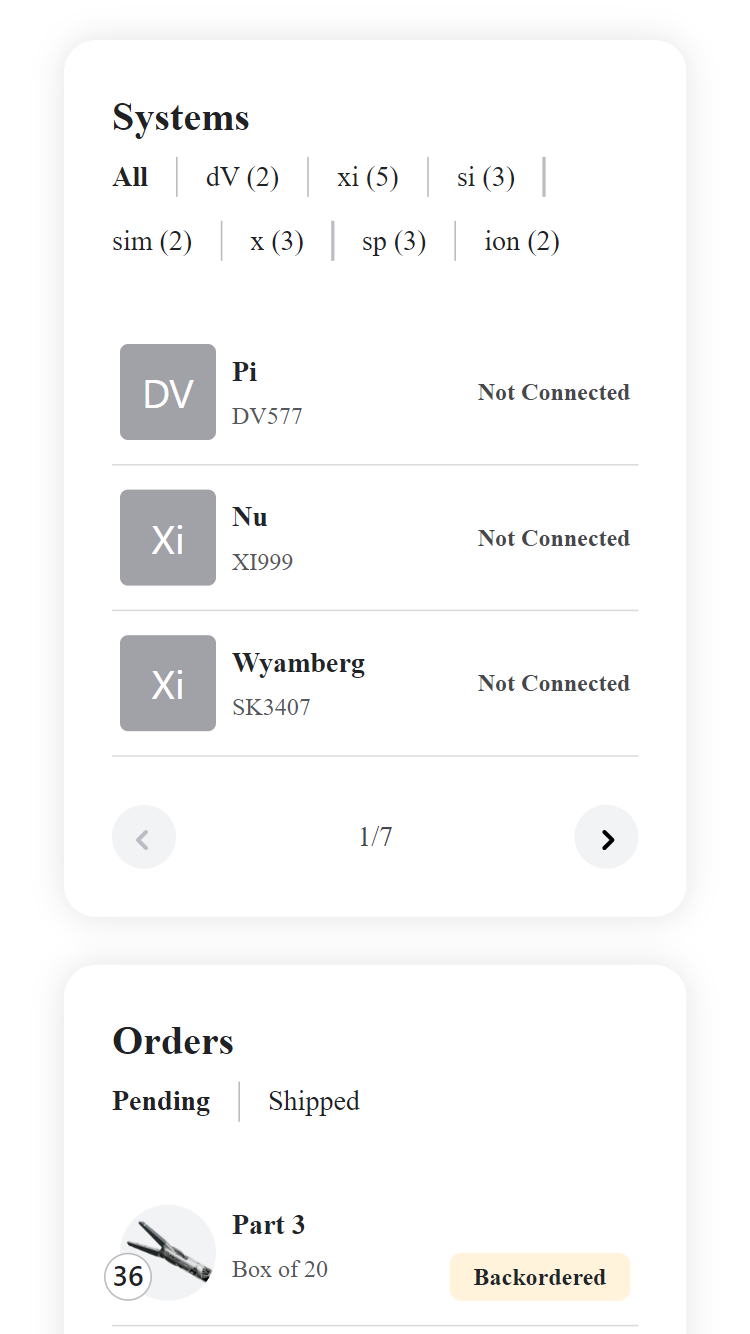 Systems
All dV (2) xi (5) si (3)
sim (2) x (3) sp (3) ion (2)
DV
Pi
DV577
Not Connected
Xi
Nu
XI999
Not Connected
Xi
Wyamberg
SK3407
Not Connected
1/7
Orders
Pending Shipped
36
Part 3
Box of 20
Backordered